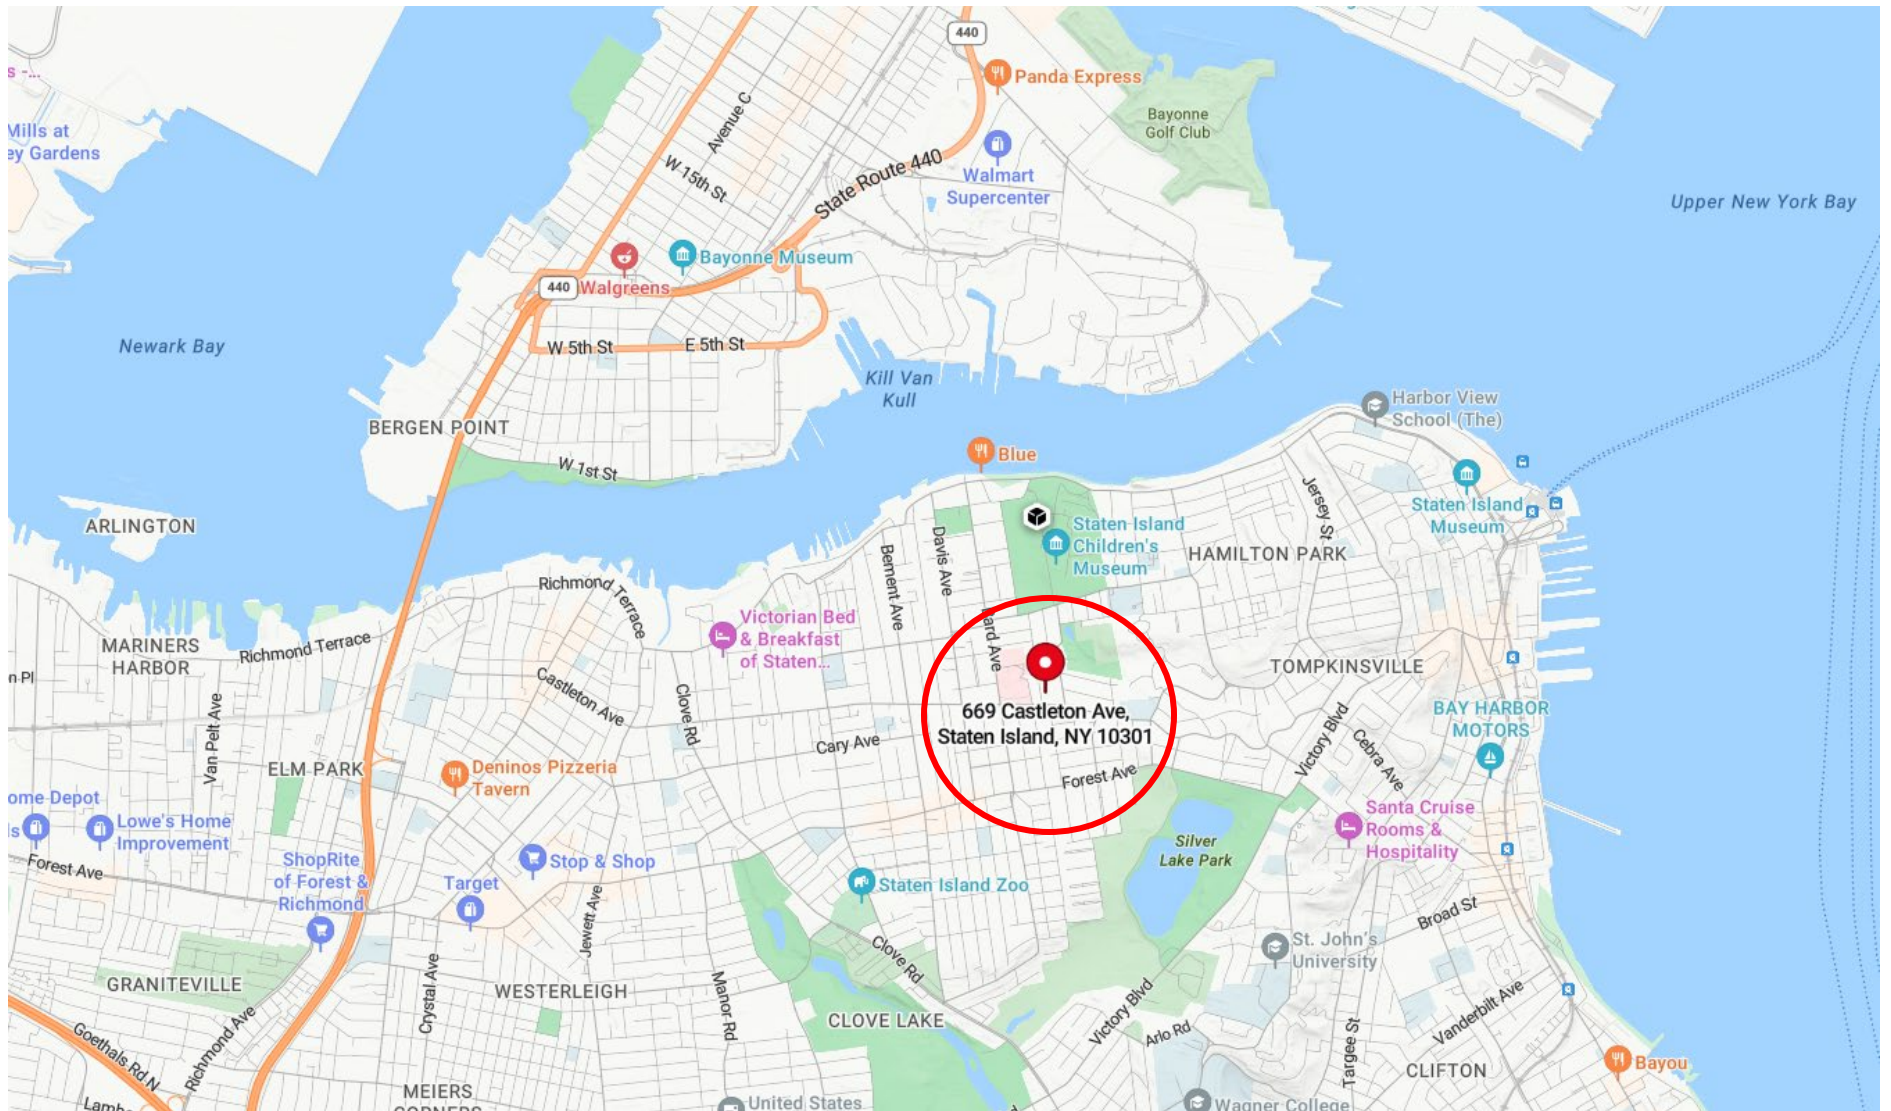 440
Panda Express
Bayonne
Golf Club
Avenue C
W 15th St
State Route 440
Walmart
Supercenter
Mills at
ey Gardens
Upper New York Bay
Bayonne Museum
440
Walgreens
W 5th St
E 5th St
Newark Bay
Kill Van
Kull
Harbor View
School (The)
BERGEN POINT
Blue
W 1st St
Jersey St
Staten Island
Museum
ARLINGTON
Staten Island
Children's
Museum
HAMILTON PARK
Davis Ave
Bement Ave
Richmond Terrace
Victorian Bed
& Breakfast
of Staten...
Bard Ave
MARINERS
HARBOR
Richmond Terrace
n Pl
TOMPKINSVILLE
Castleton Ave
Clove Rd
Van Pelt Ave
669 Castleton Ave,
Staten Island, NY 10301
BAY HARBOR
MOTORS
Victory Blvd
Cebra Ave
Cary Ave
Forest Ave
ELM PARK
Deninos Pizzeria
Tavern
ome Depot
Lowe's Home
Improvement
Santa Cruise
Rooms &
Hospitality
Silver
Lake Park
Forest Ave
ShopRite
of Forest &
Richmond
Stop & Shop
Target
Staten Island Zoo
Jewett Ave
Broad St
Clove Rd
St. John's
University
GRANITEVILLE
WESTERLEIGH
Crystal Ave
Manor Rd
CLOVE LAKE
Victory Blvd
Arlo Rd
Vanderbilt Ave
Targee St
Goethals Rd N
Richmond Ave
CLIFTON
Bayou
MEIERS
CORNERS
United States
Wagner College